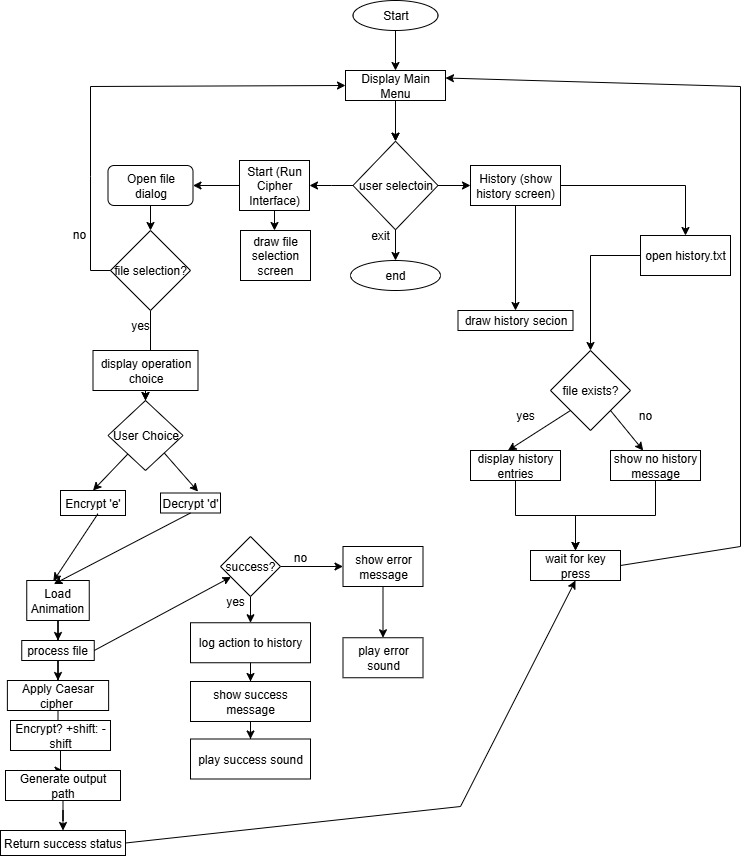 Start
Display Main
Menu
Open file
dialog
Start (Run
Cipher
Interface)
user selectoin
History (show
history screen)
no
exit
draw file
selection
screen
open history.txt
file selection?
end
draw history secion
yes
display operation
choice
file exists?
yes
no
User Choice
display history
entries
show no history
message
Encrypt 'e'
Decrypt 'd'
success?
no
show error
message
wait for key
press
Load
Animation
yes
log action to history
process file
play error
sound
Apply Caesar
cipher
show success
message
Encrypt? +shift: -
shift
play success sound
Generate output
path
Return success status